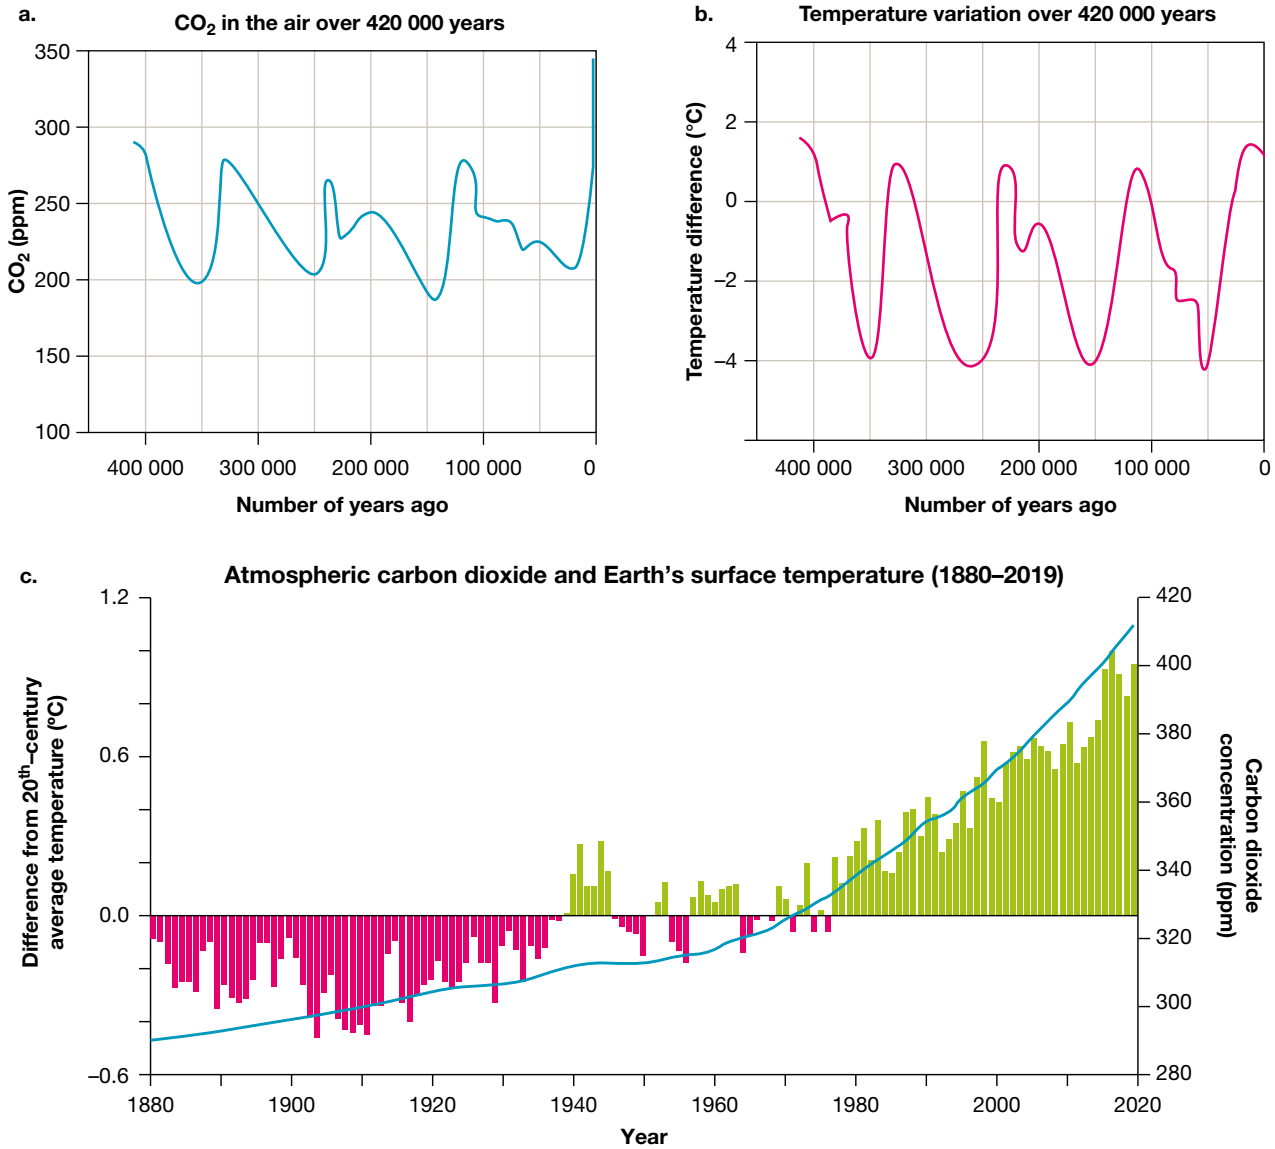 a.
CO2 in the air over 420 000 years
350
300
250
200
150
100
CO2 (ppm)
400 000 300 000 200 000 100 000 0
Number of years ago
b.
Temperature variation over 420 000 years
4
2
0
–2
–4
Temperature difference (°C)
400 000 300 000 200 000 100 000 0
Number of years ago
c.
Atmospheric carbon dioxide and Earth’s surface temperature (1880–2019)
1.2
0.6
0.0
–0.6
Difference from 20th–century
average temperature (ºC)
420
400
380
360
340
320
300
280
Carbon dioxide
concentration (ppm)
1880 1900 1920 1940 1960 1980 2000 2020
Year